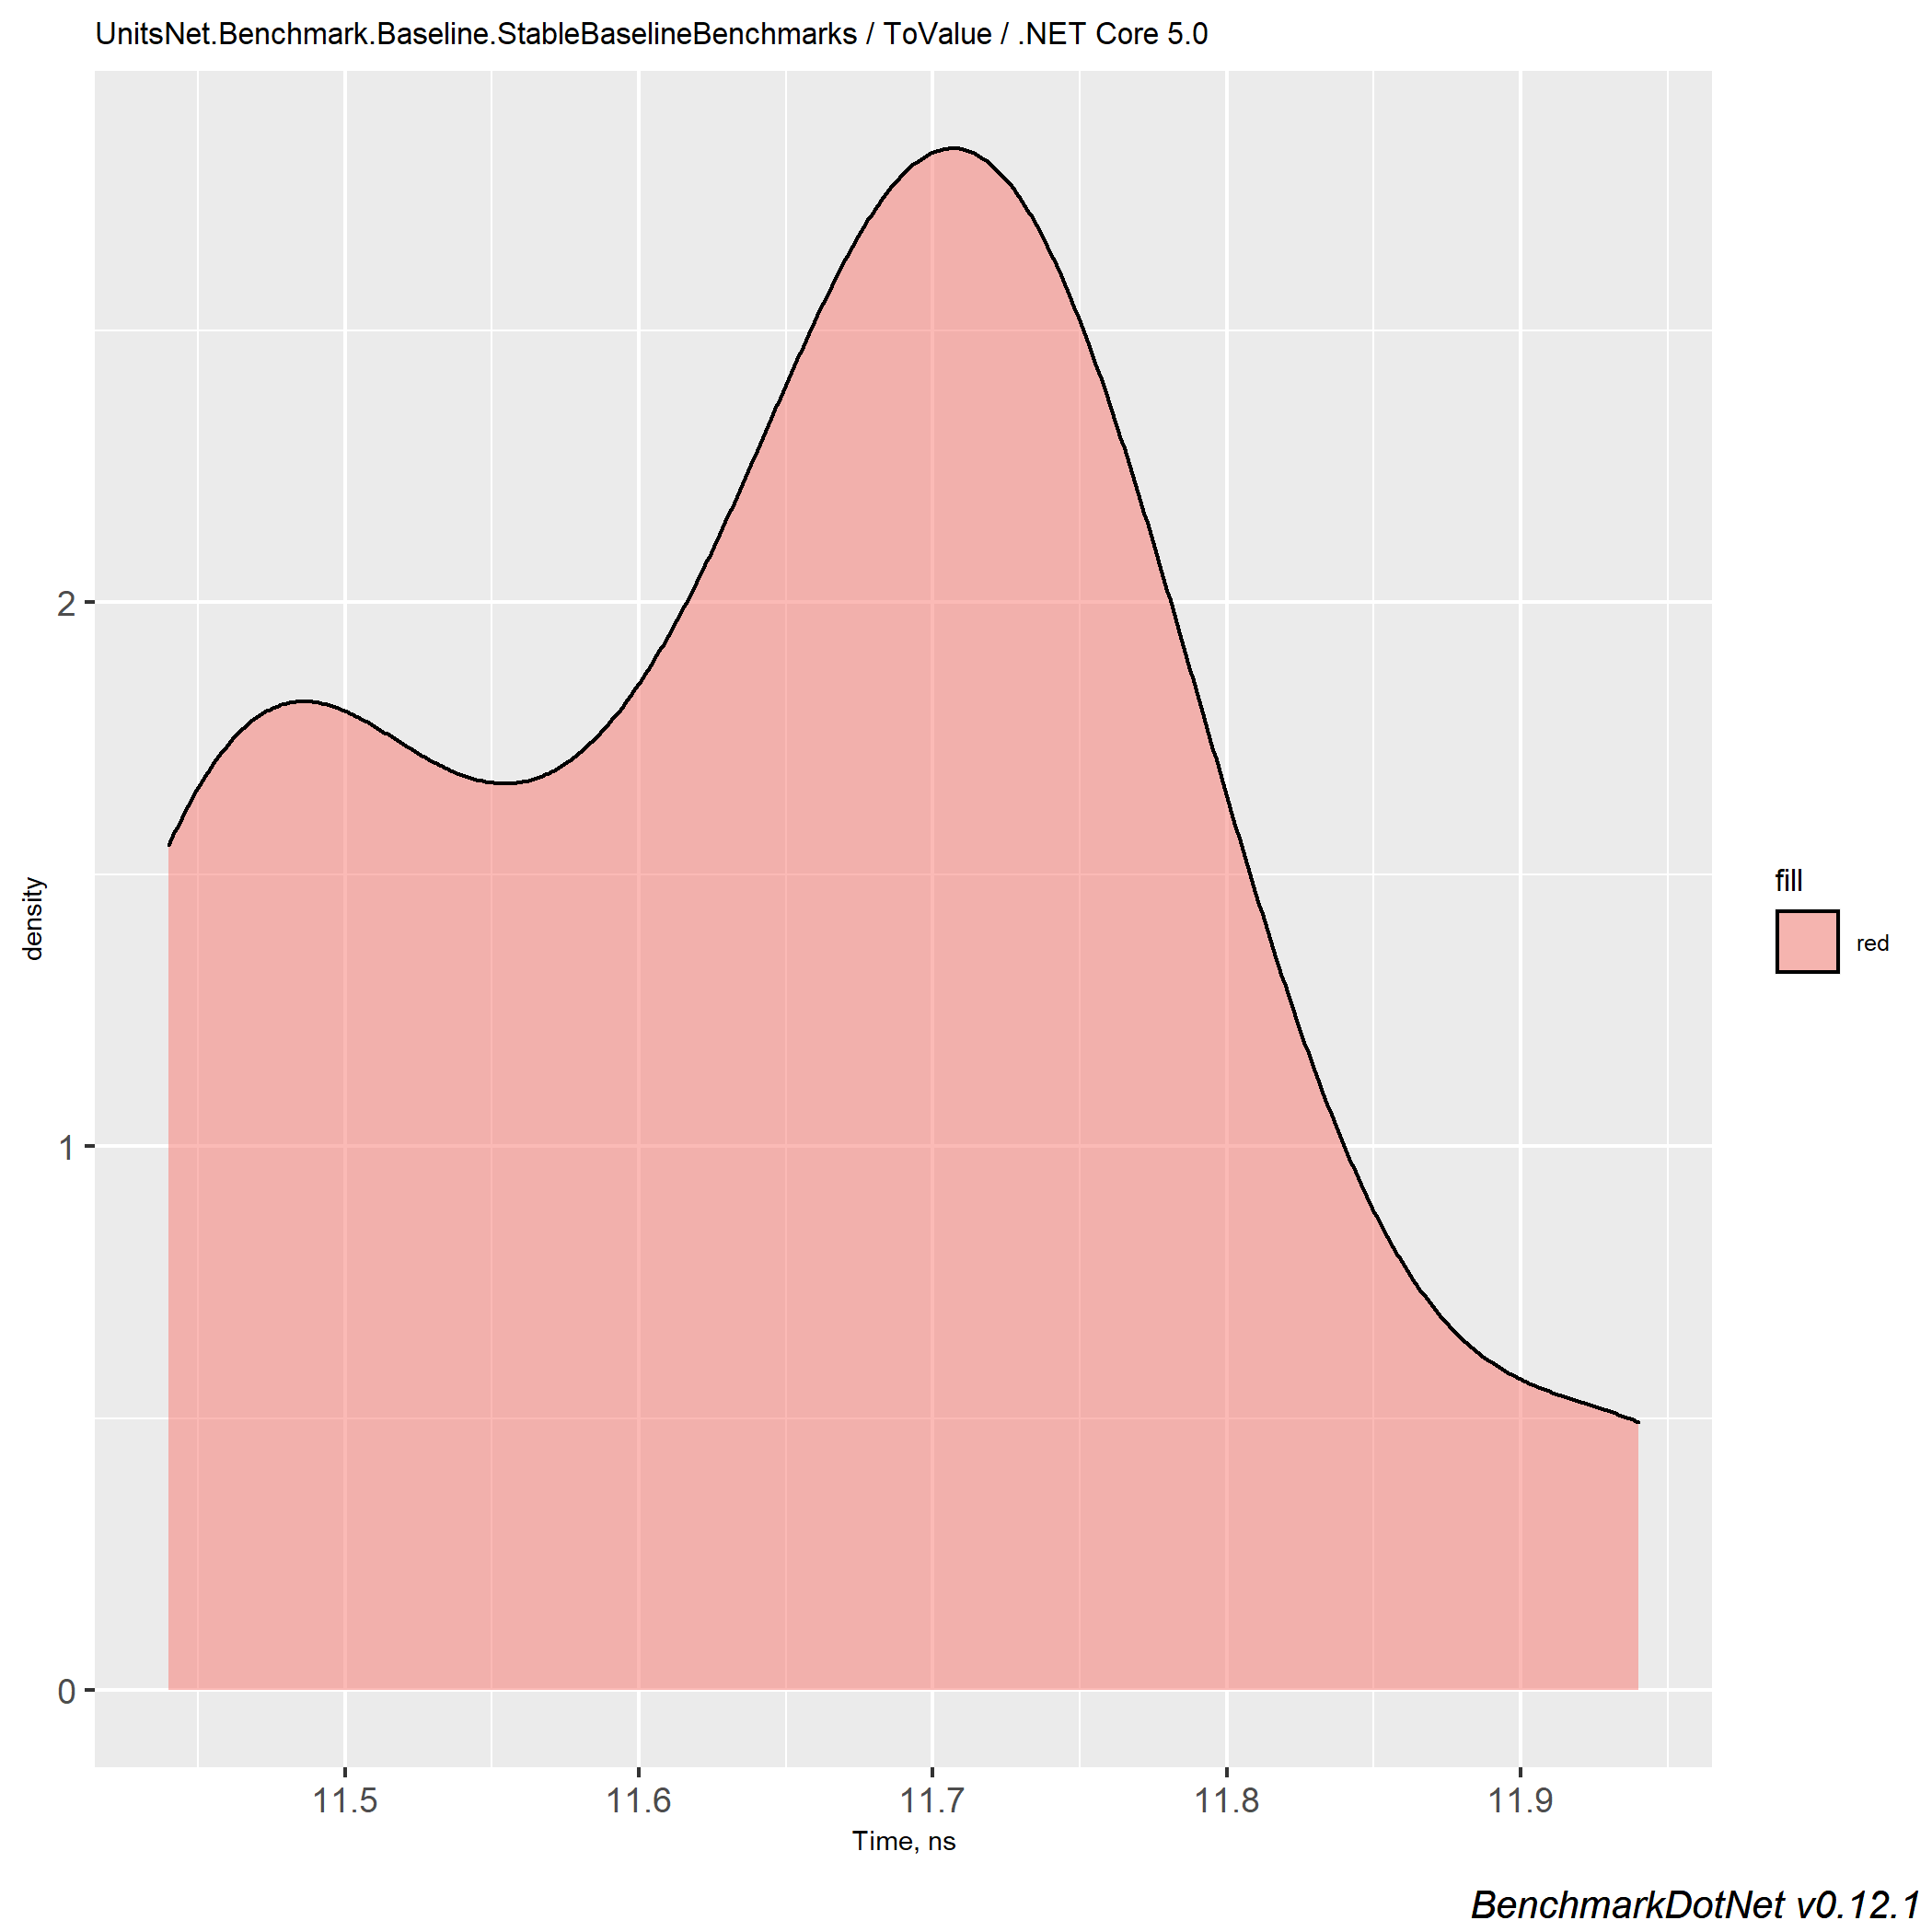 UnitsNet.Benchmark.Baseline.StableBaselineBenchmarks / ToValue / .NET Core 5.0
density
2
1
0
11.5 11.6 11.7 11.8 11.9
Time, ns
fill
red
BenchmarkDotNet v0.12.1